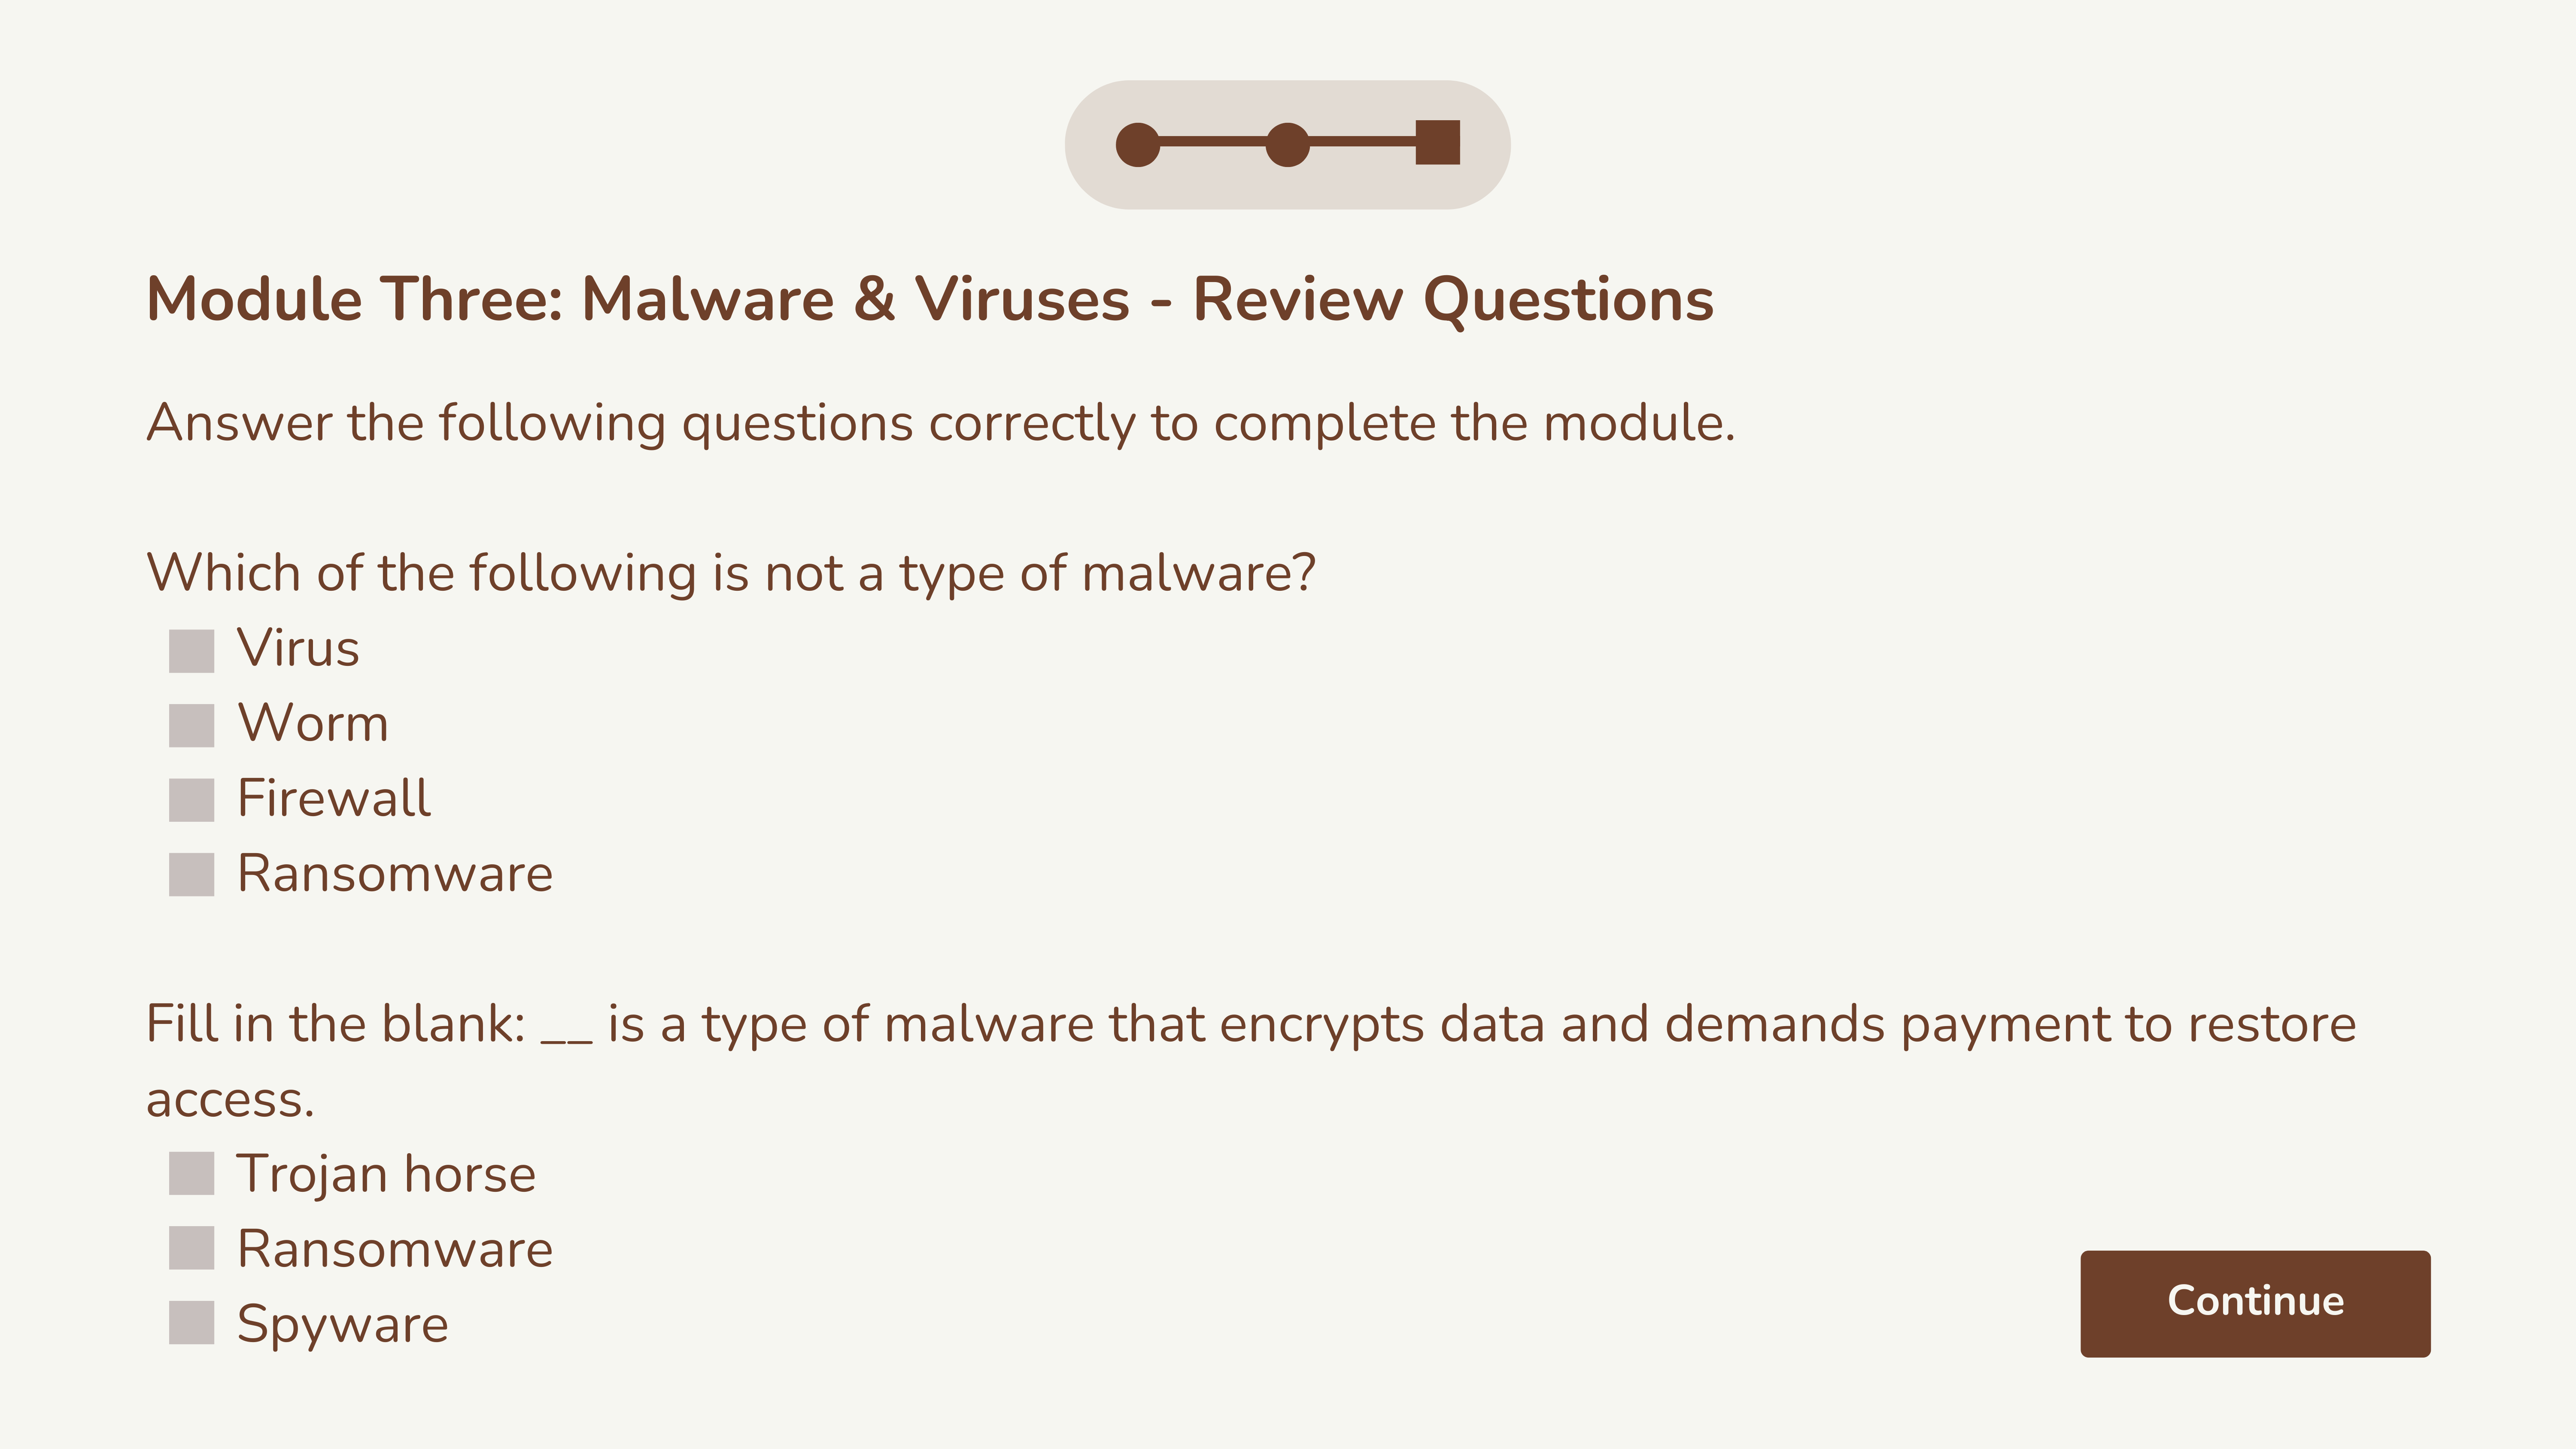 Module Three: Malware & Viruses - Review Questions
Answer the following questions correctly to complete the module.
Which of the following is not a type of malware?
Virus
Worm
Firewall
Ransomware
Fill in the blank: __ is a type of malware that encrypts data and demands payment to restore
access.
Trojan horse
Ransomware
Spyware
Continue